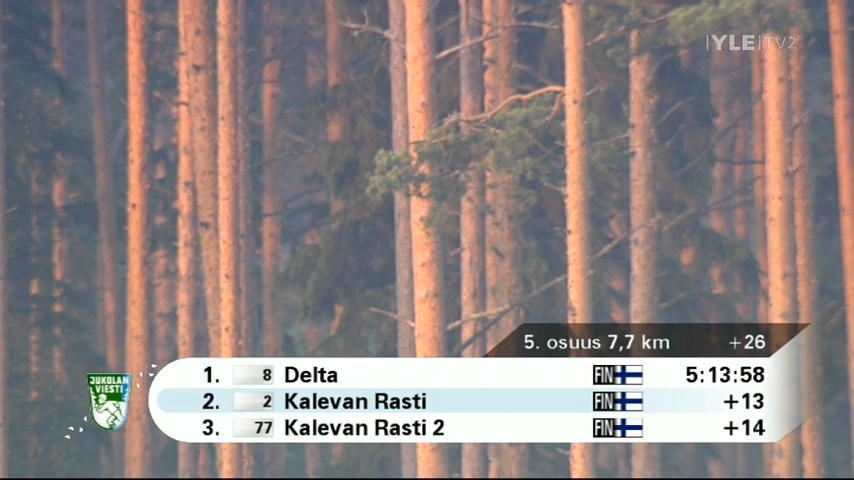 |YLE|TV2
5. osuus 7,7 km +26
1. 8 Delta FIN 5:13:58
2. 2 Kalevan Rasti FIN +13
3. 77 Kalevan Rasti 2 FIN +14
JUKOLAN
VIESTI